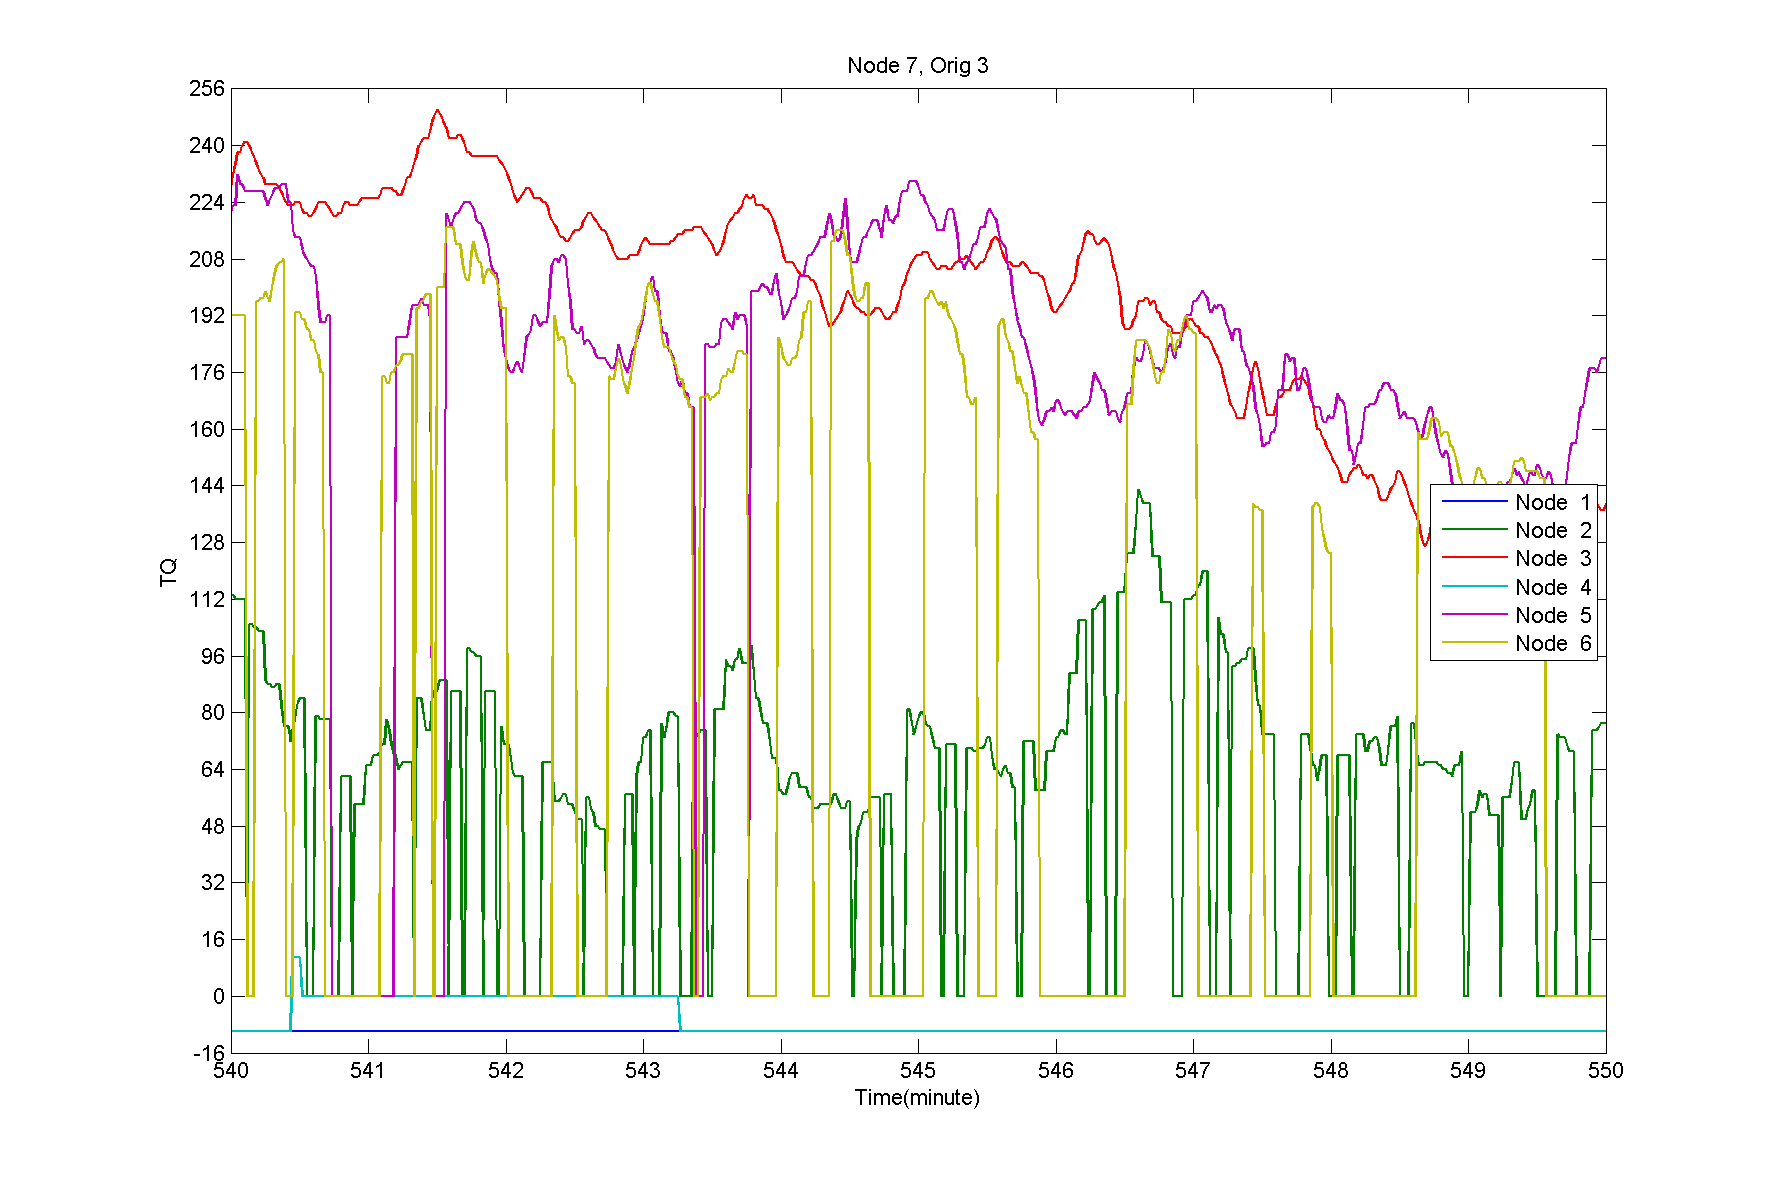 Node 7, Orig 3
256
240
224
208
192
176
160
144
128
112
96
80
64
48
32
16
0
-16
TQ
Node 1
Node 2
Node 3
Node 4
Node 5
Node 6
540 541 542 543 544 545 546 547 548 549 550
Time(minute)